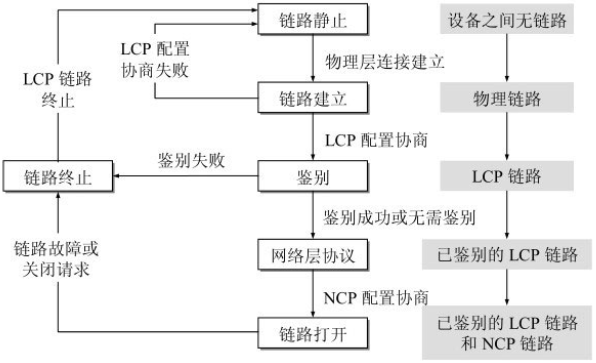 链路静止
设备之间无链路
LCP 配置
协商失败
物理层连接建立
LCP 链路
终止
链路建立
物理链路
LCP 配置协商
鉴别失败
链路终止
鉴别
LCP 链路
鉴别成功或无需鉴别
链路故障或
关闭请求
网络层协议
已鉴别的 LCP 链路
NCP 配置协商
链路打开
已鉴别的 LCP 链路
和 NCP 链路